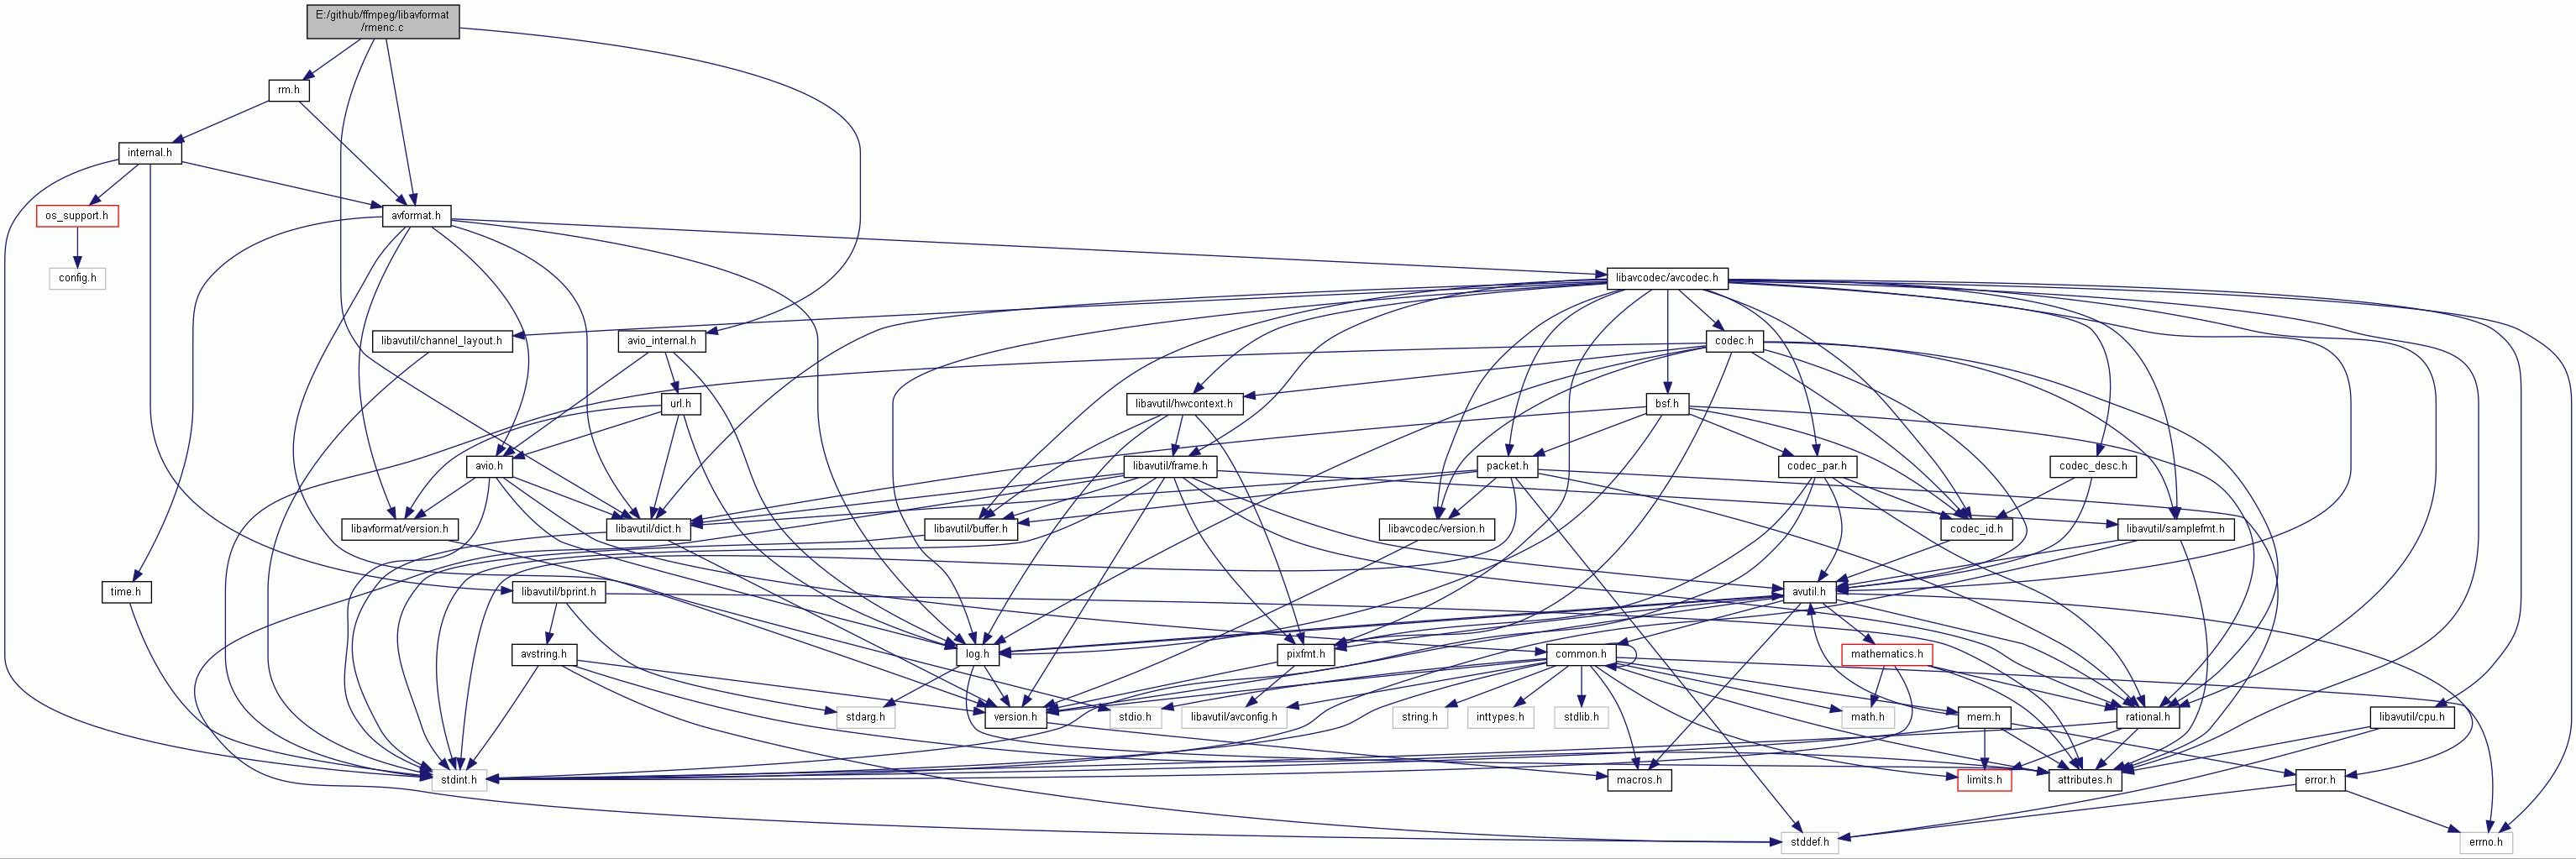 E:/github/ffmpeg/libavformat
/rmenc.c
rm.h
internal.h
os_support.h
avformat.h
config.h
libavcodec/avcodec.h
libavutil/channel_layout.h
avio_internal.h
codec.h
url.h
libavutil/hwcontext.h
bsf.h
avio.h
libavutil/frame.h
packet.h
codec_par.h
codec_desc.h
libavformat/version.h
libavutil/dict.h
libavutil/buffer.h
libavcodec/version.h
codec_id.h
libavutil/samplefmt.h
time.h
libavutil/bprint.h
avutil.h
avstring.h
log.h
pixfmt.h
common.h
mathematics.h
stdarg.h
version.h
stdio.h
libavutil/avconfig.h
string.h
inttypes.h
stdlib.h
math.h
mem.h
rational.h
libavutil/cpu.h
stdint.h
macros.h
limits.h
attributes.h
error.h
stddef.h
errno.h